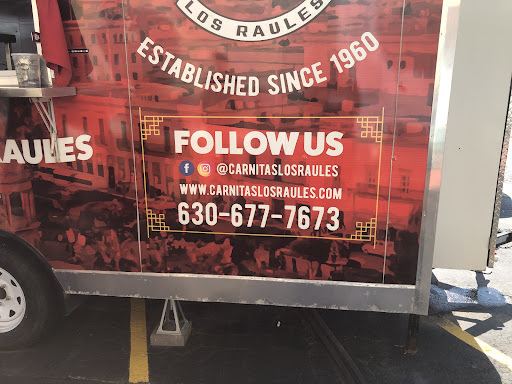 LOS RAULES
ESTABLISHED SINCE 1960
RAULES
FOLLOW US
@CARNITASLOSRAULES
WWW.CARNITASLOSRAULES.COM
630-677-7673